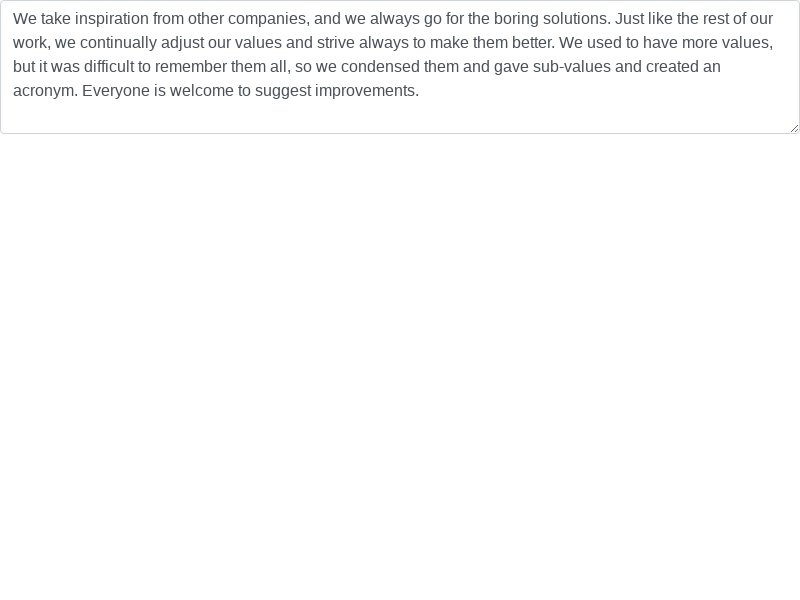 We take inspiration from other companies, and we always go for the boring solutions. Just like the rest of our
work, we continually adjust our values and strive always to make them better. We used to have more values,
but it was difficult to remember them all, so we condensed them and gave sub-values and created an
acronym. Everyone is welcome to suggest improvements.